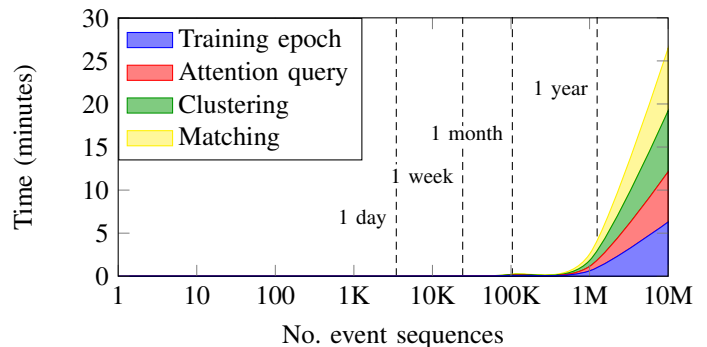 30
25
20
15
10
5
0
Time (minutes)
Training epoch
Attention query
Clustering
Matching
1 day
1 week
1 month
1 year
1 10 100 1K 10K 100K 1M 10M
No. event sequences